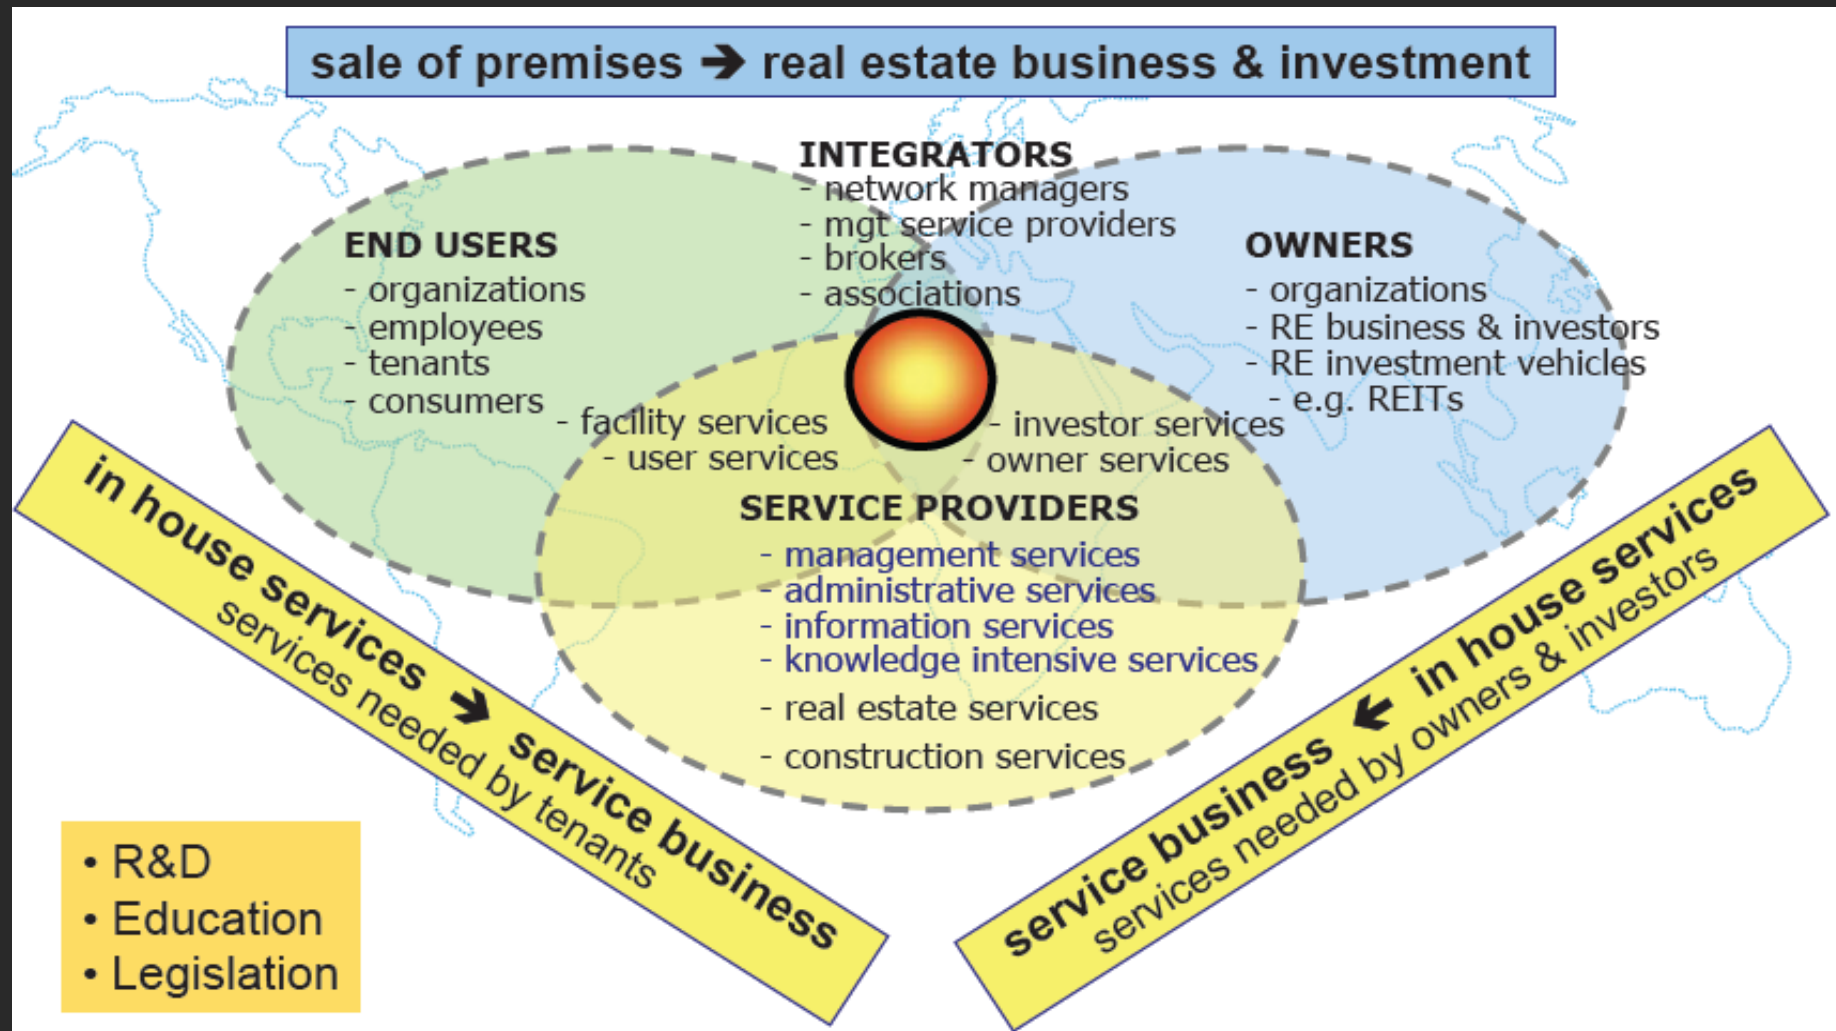 sale of premises ➔ real estate business & investment
INTEGRATORS
- network managers
- mgt service providers
- brokers
- associations
END USERS
- organizations
- employees
- tenants
- consumers
OWNERS
- organizations
- RE business & investors
- RE investment vehicles
- e.g. REITs
- facility services
- user services
- investor services
- owner services
SERVICE PROVIDERS
- management services
- administrative services
- information services
- knowledge intensive services
- real estate services
- construction services
in house services ➔ service business
services needed by tenants
service business ← in house services
services needed by owners & investors
• R&D
• Education
• Legislation